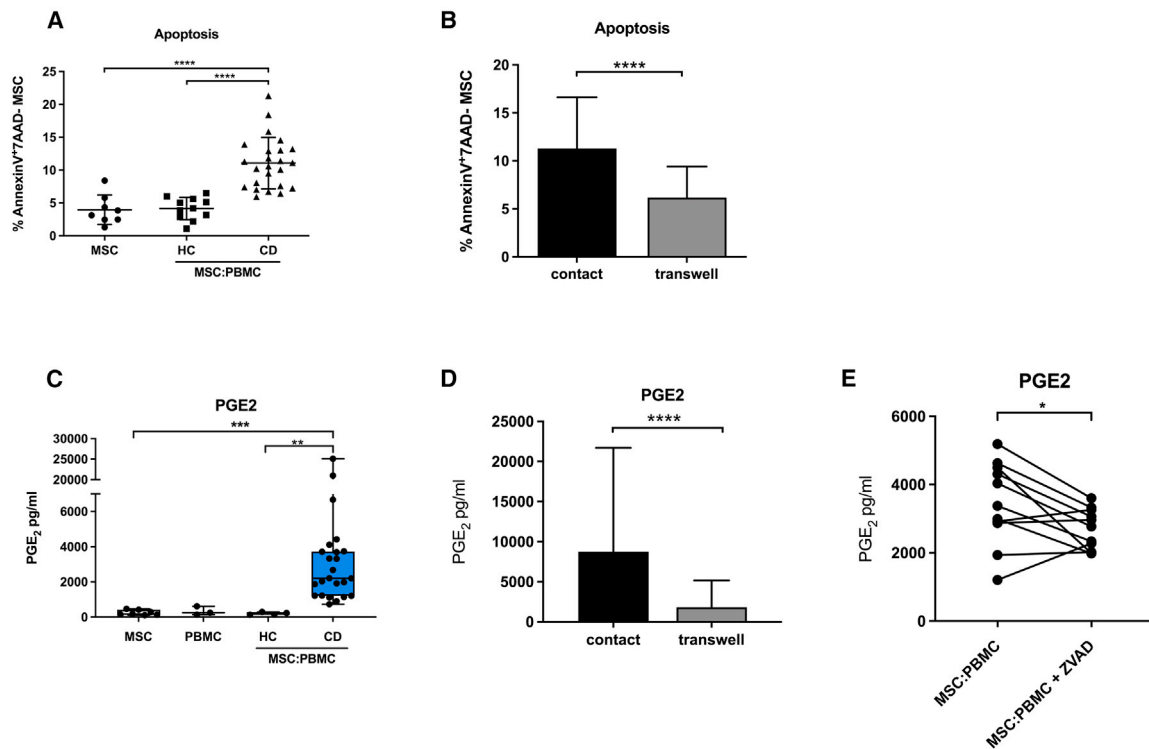 A
Apoptosis
****
****
% AnnexinV+7AAD- MSC
25
20
15
10
5
0
MSC
HC
CD
MSC:PBMC
B
Apoptosis
****
% AnnexinV+7AAD- MSC
20
15
10
5
0
contact
transwell
C
PGE2
***
**
PGE2 pg/ml
30000
25000
20000
6000
4000
2000
0
MSC
PBMC
HC
CD
MSC:PBMC
D
PGE2
****
PGE2 pg/ml
25000
20000
15000
10000
5000
0
contact
transwell
E
PGE2
*
PGE2 pg/ml
6000
4000
2000
0
MSC:PBMC
MSC:PBMC + ZVAD